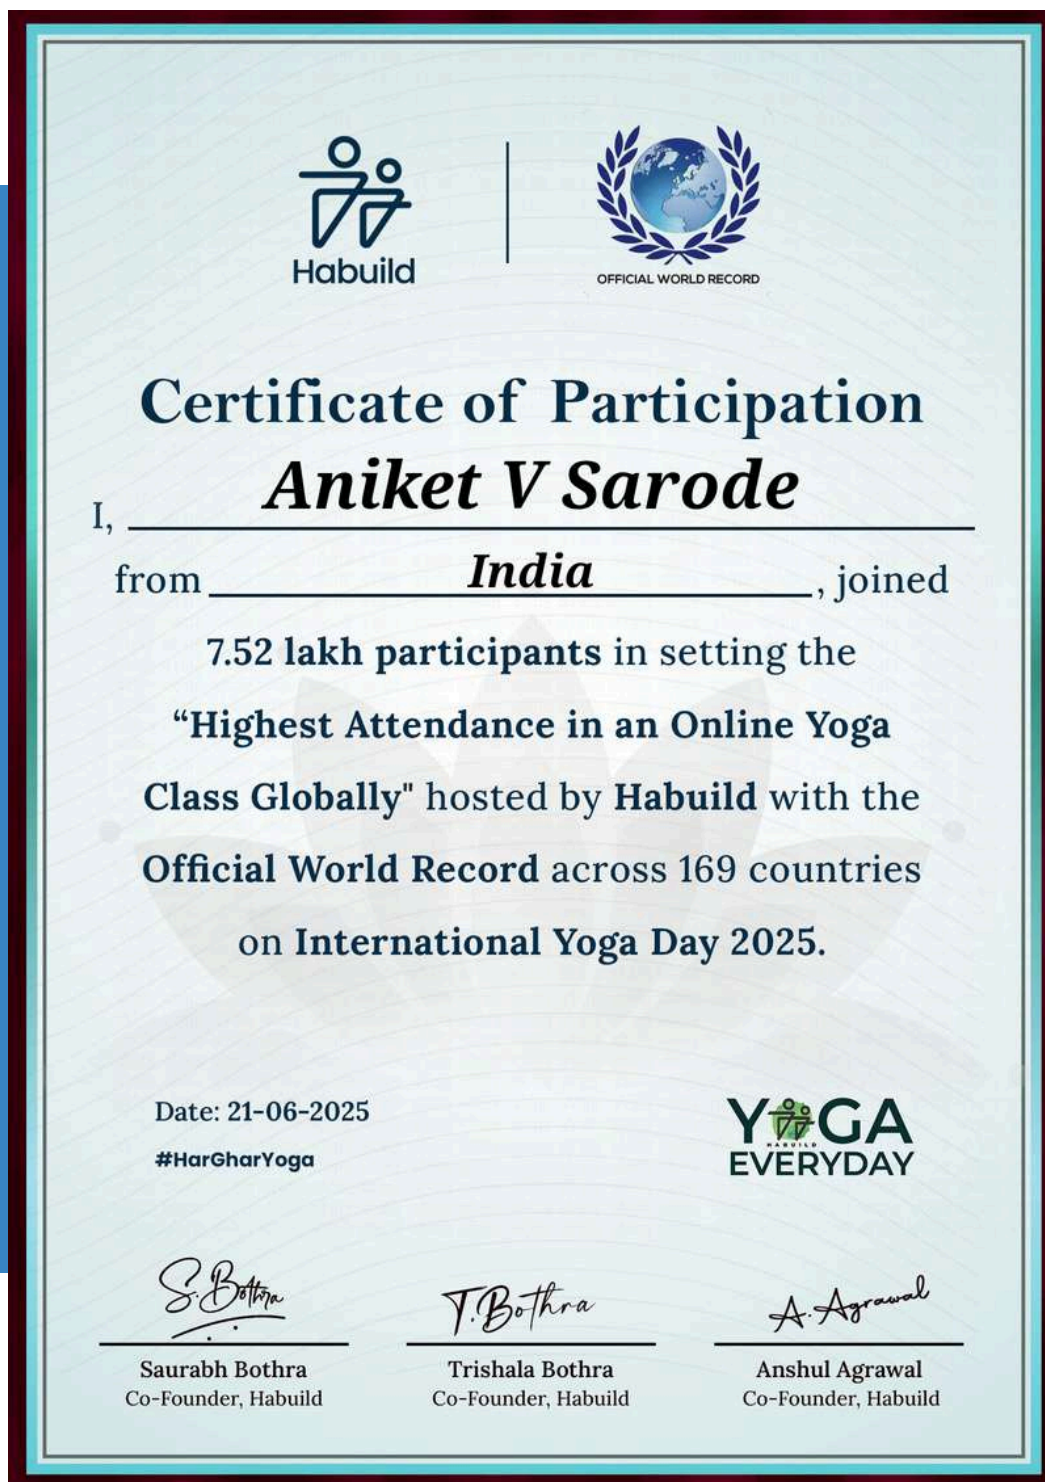 Habuild
OFFICIAL WORLD RECORD
Certificate of Participation
I, Aniket V Sarode
from India, joined
7.52 lakh participants in setting the
“Highest Attendance in an Online Yoga
Class Globally" hosted by Habuild with the
Official World Record across 169 countries
on International Yoga Day 2025.
Date: 21-06-2025
#HarGharYoga
YOGA
HABUILD
EVERYDAY
S. Bothra
T. Bothra
A. Agrawal
Saurabh Bothra
Co-Founder, Habuild
Trishala Bothra
Co-Founder, Habuild
Anshul Agrawal
Co-Founder, Habuild